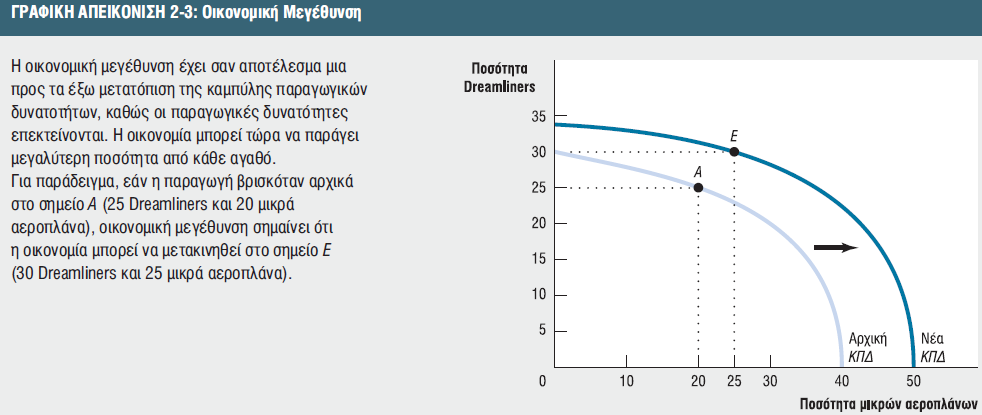 ΓΡΑΦΙΚΗ ΑΠΕΙΚΟΝΙΣΗ 2-3: Οικονομική Μεγέθυνση
Η οικονομική μεγέθυνση έχει σαν αποτέλεσμα μια
προς τα έξω μετατόπιση της καμπύλης παραγωγικών
δυνατοτήτων, καθώς οι παραγωγικές δυνατότητες
επεκτείνονται. Η οικονομία μπορεί τώρα να παράγει
μεγαλύτερη ποσότητα από κάθε αγαθό.
Για παράδειγμα, εάν η παραγωγή βρισκόταν αρχικά
στο σημείο A (25 Dreamliners και 20 μικρά
αεροπλάνα), οικονομική μεγέθυνση σημαίνει ότι
η οικονομία μπορεί να μετακινηθεί στο σημείο E
(30 Dreamliners και 25 μικρά αεροπλάνα).
Ποσότητα
Dreamliners
35
30
25
20
15
10
5
0
E
A
Αρχική
ΚΠΔ
Νέα
ΚΠΔ
10 20 25 30 40 50
Ποσότητα μικρών αεροπλάνων